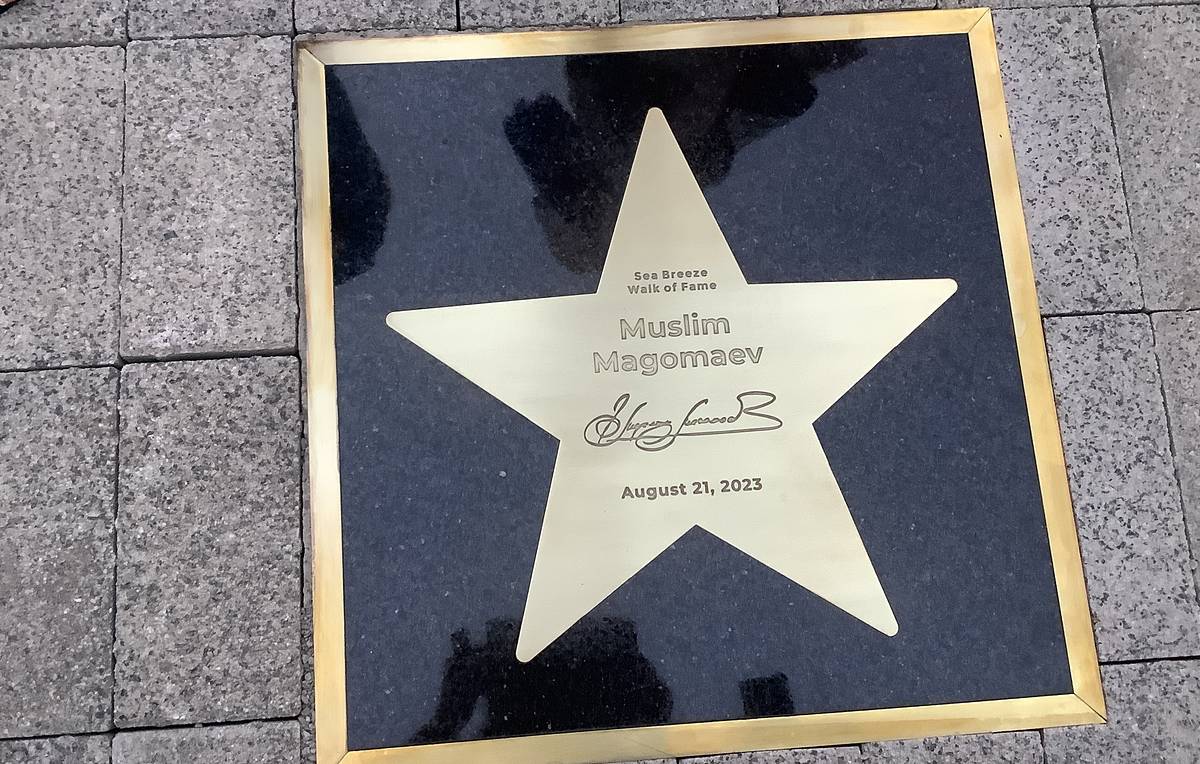 Sea Breeze
Walk of Fame
Muslim
Magomaev
August 21, 2023